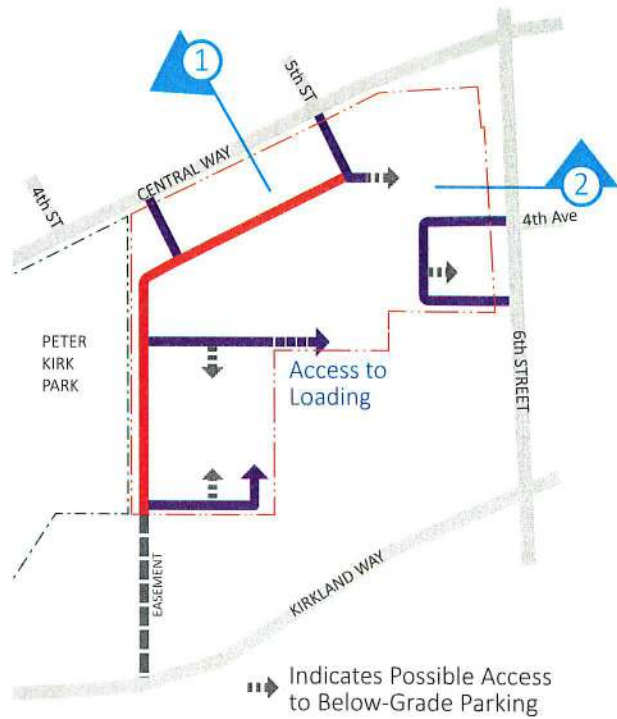 1
5th ST
CENTRAL WAY
4th ST
2
4th Ave
PETER
KIRK
PARK
Access to
Loading
6th STREET
EASEMENT
KIRKLAND WAY
Indicates Possible Access
to Below-Grade Parking